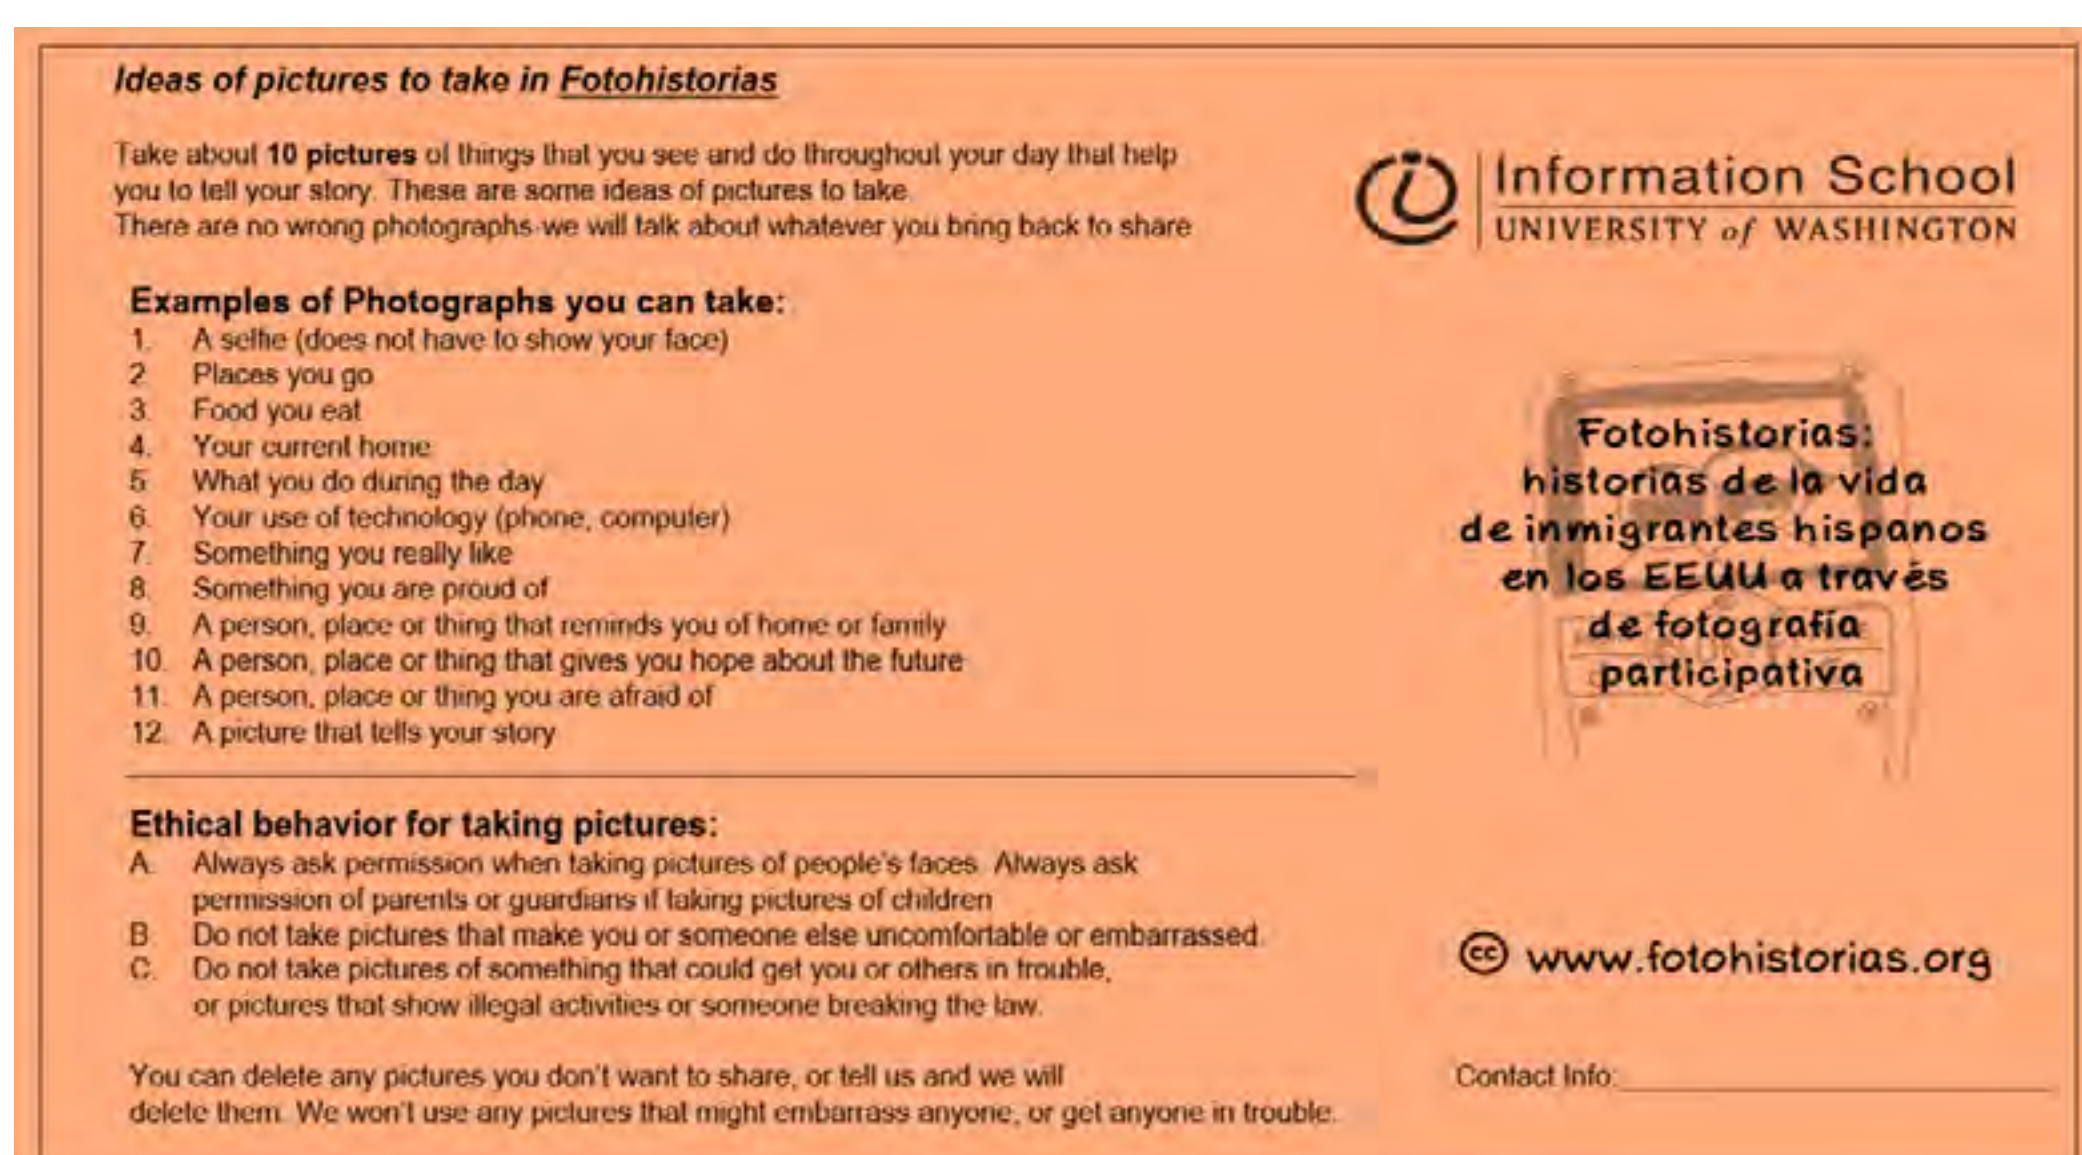 Ideas of pictures to take in Fotohistorias
Take about 10 pictures of things that you see and do throughout your day that help
you to tell your story. These are some ideas of pictures to take.
There are no wrong photographs-we will talk about whatever you bring back to share
Examples of Photographs you can take:
1. A selfie (does not have to show your face)
2. Places you go
3. Food you eat
4. Your current home
5. What you do during the day
6. Your use of technology (phone, computer)
7. Something you really like
8. Something you are proud of
9. A person, place or thing that reminds you of home or family
10. A person, place or thing that gives you hope about the future
11. A person, place or thing you are afraid of
12. A picture that tells your story
Ethical behavior for taking pictures:
A. Always ask permission when taking pictures of people's faces. Always ask
permission of parents or guardians if taking pictures of children
B. Do not take pictures that make you or someone else uncomfortable or embarrassed.
C. Do not take pictures of something that could get you or others in trouble,
or pictures that show illegal activities or someone breaking the law.
You can delete any pictures you don't want to share, or tell us and we will
delete them. We won't use any pictures that might embarrass anyone, or get anyone in trouble.
Information School
UNIVERSITY of WASHINGTON
Fotohistorias:
historias de la vida
de inmigrantes hispanos
en los EEUU a través
de fotografía
participativa
cc www.fotohistorias.org
Contact Info: